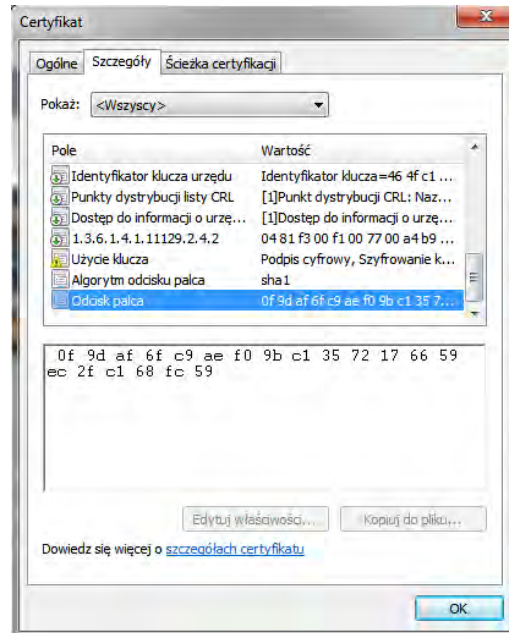 Certyfikat
Ogólne Szczegóły Ścieżka certyfikacji
Pokaż: <Wszyscy>
Pole Wartość
Identyfikator klucza urzędu Identyfikator klucza=46 4f c1 ...
Punkty dystrybucji listy CRL [1]Punkt dystrybucji CRL: Naz...
Dostęp do informacji o urzę... [1]Dostęp do informacji o urzę...
1.3.6.1.4.1.11129.2.4.2 04 81 f3 00 f1 00 77 00 a4 b9 ...
Użycie klucza Podpis cyfrowy, Szyfrowanie k...
Algorytm odcisku palca sha1
Odcisk palca 0f 9d af 6f c9 ae f0 9b c1 35 7...
0f 9d af 6f c9 ae f0 9b c1 35 72 17 66 59
ec 2f c1 68 fc 59
Edytuj właściwości... Kopiuj do pliku...
Dowiedz się więcej o szczegółach certyfikatu
OK